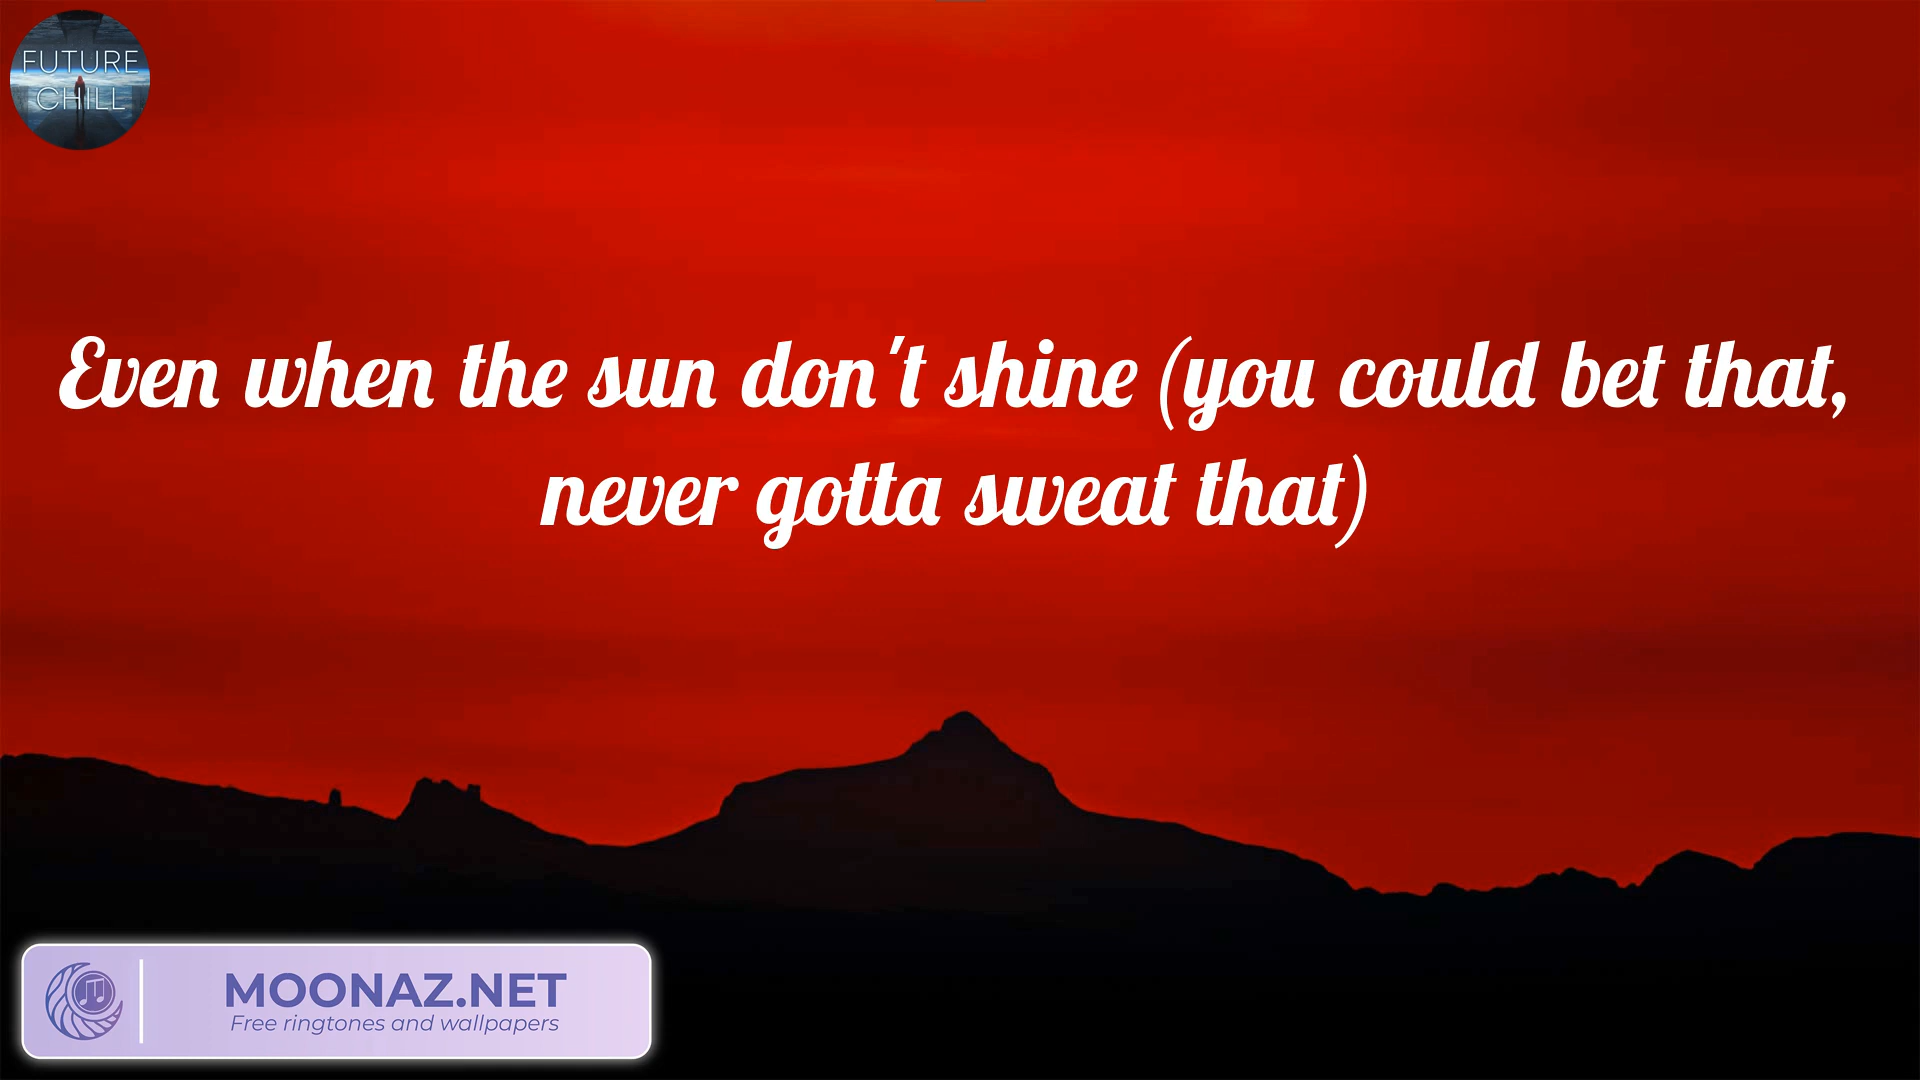 FUTURE
CHILL
Even when the sun don't shine (you could bet that,
never gotta sweat that)
MOONAZ.NET
Free ringtones and wallpapers